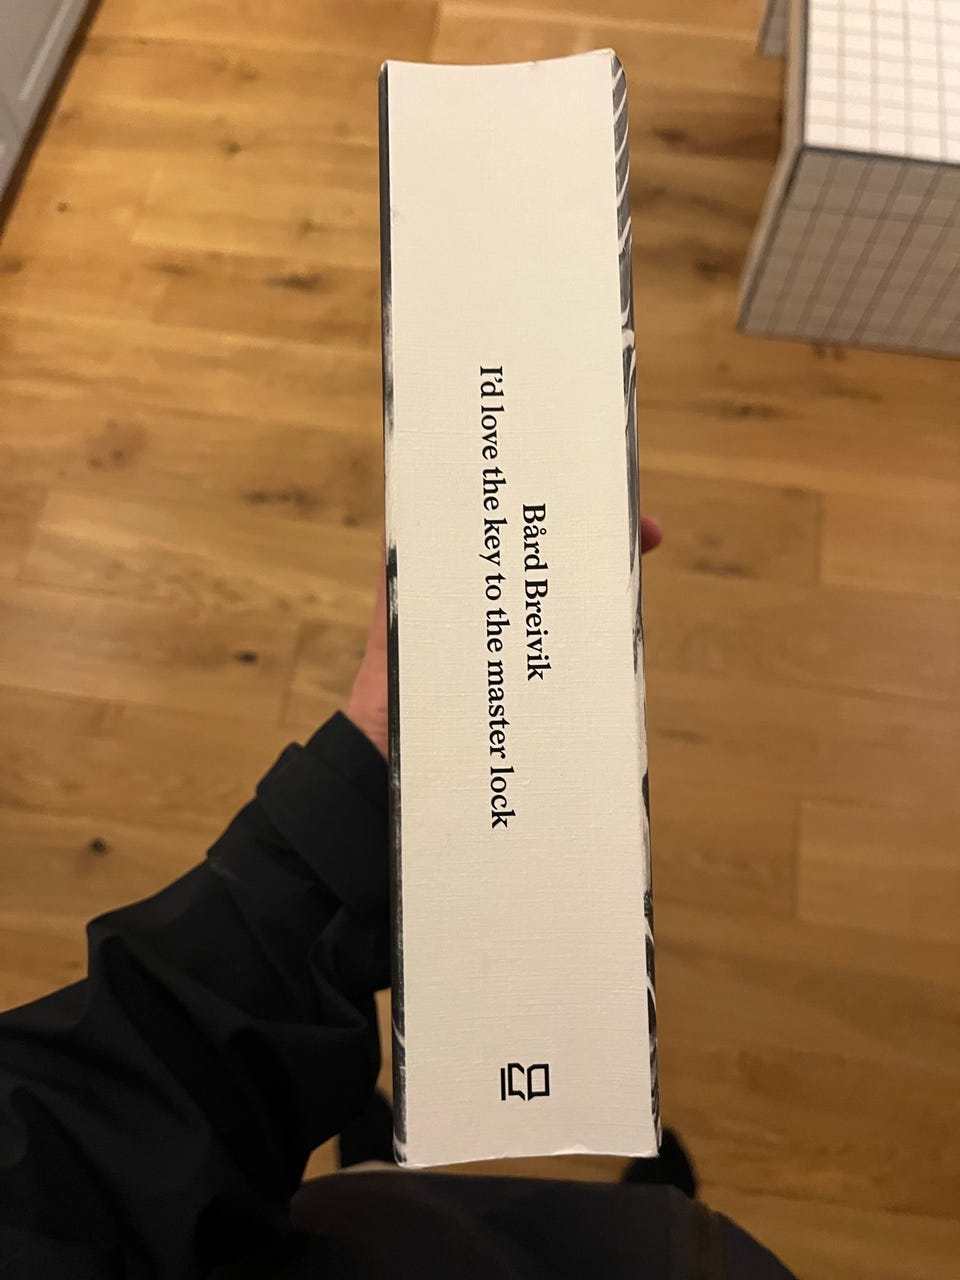 Bård Breivik
I'd love the key to the master lock